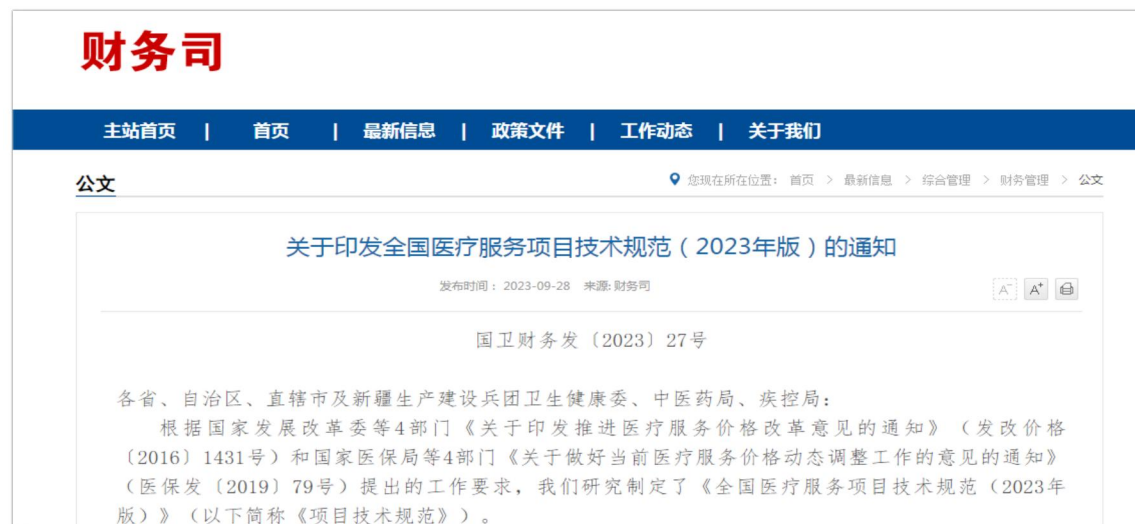 财务司
主站首页 | 首页 | 最新信息 | 政策文件 | 工作动态 | 关于我们
公文
您现在所在位置： 首页 > 最新信息 > 综合管理 > 财务管理 > 公文
关于印发全国医疗服务项目技术规范（2023年版）的通知
发布时间： 2023-09-28 来源: 财务司
A- A+
国卫财务发〔2023〕27号
各省、自治区、直辖市及新疆生产建设兵团卫生健康委、中医药局、疾控局：
根据国家发展改革委等4部门《关于印发推进医疗服务价格改革意见的通知》（发改价格
〔2016〕1431号）和国家医保局等4部门《关于做好当前医疗服务价格动态调整工作的意见的通知》
（医保发〔2019〕79号）提出的工作要求，我们研究制定了《全国医疗服务项目技术规范（2023年
版）》（以下简称《项目技术规范》）。